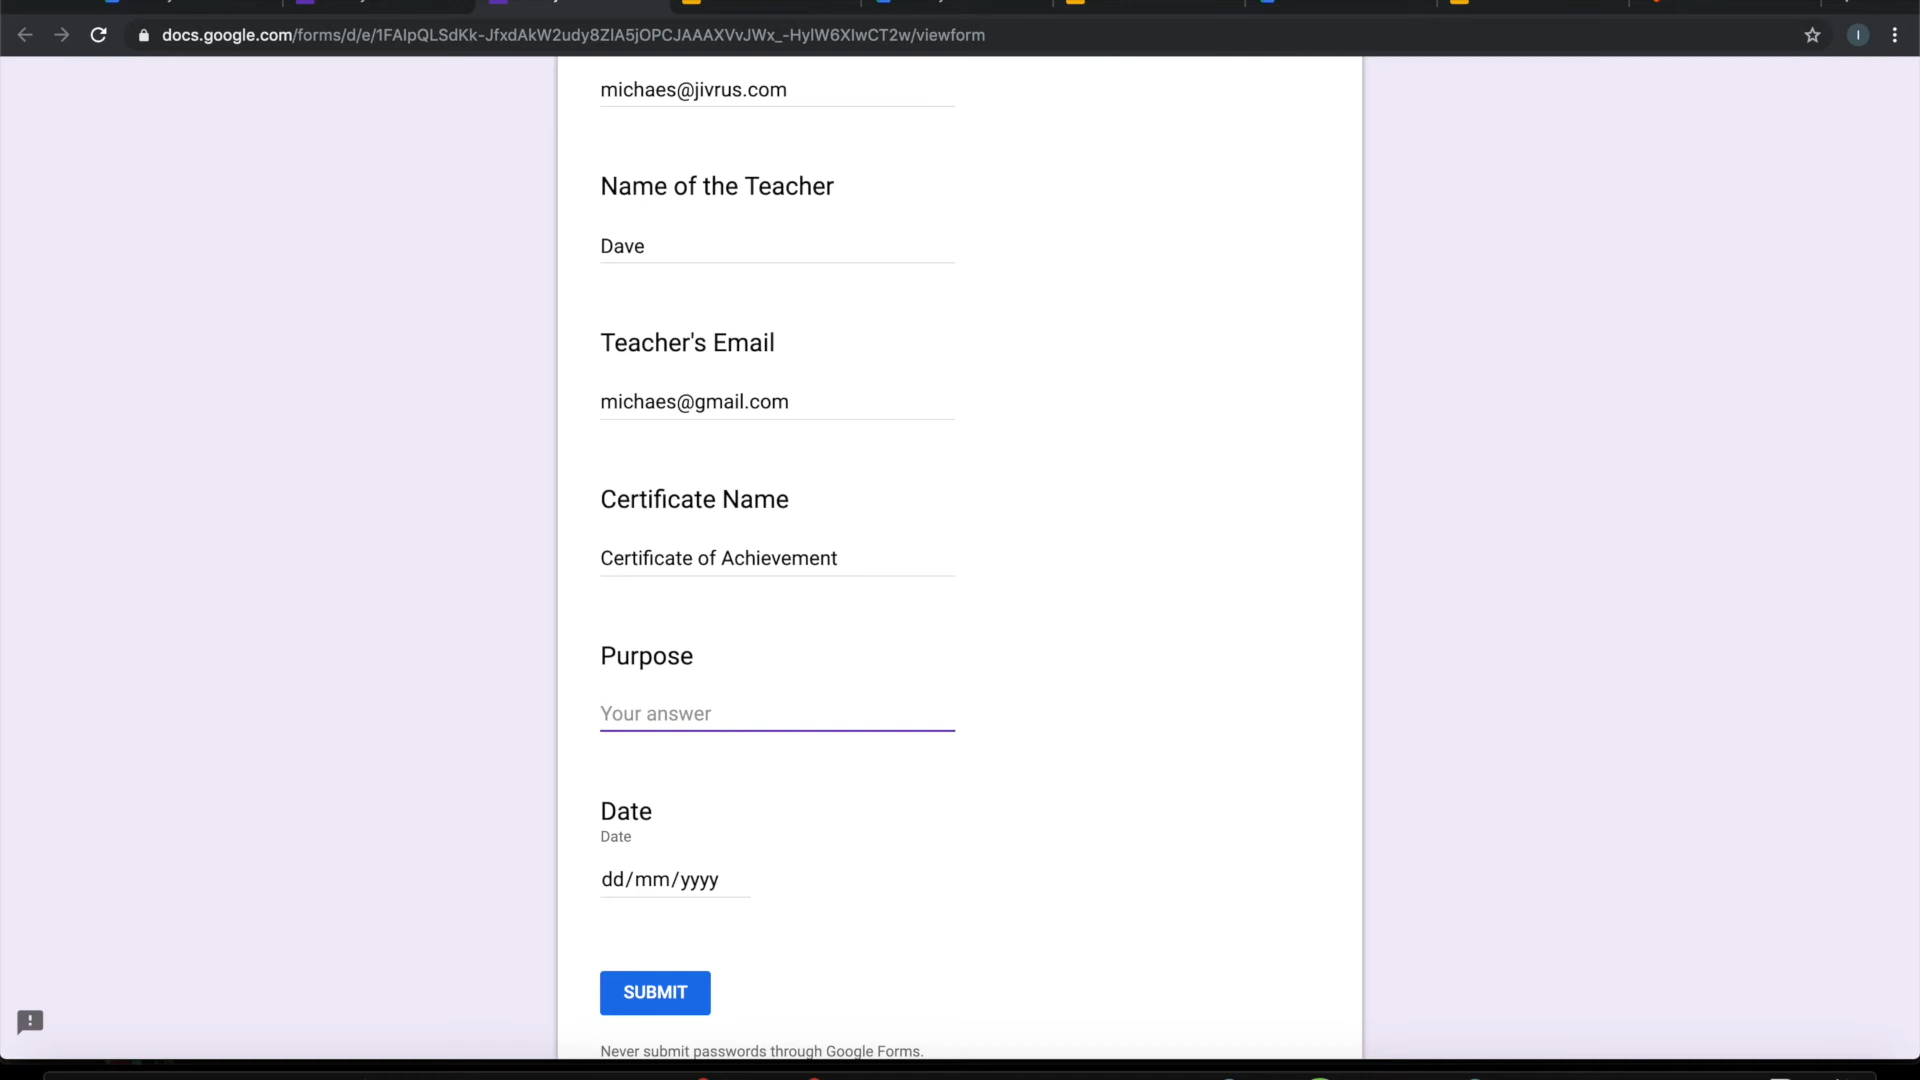 docs.google.com/forms/d/e/1FAIpQLSdKk-JfxdAkW2udy8ZIA5jOPCJAAAXVvJWx_-HyIW6XIwCT2w/viewform
michaes@jivrus.com
Name of the Teacher
Dave
Teacher's Email
michaes@gmail.com
Certificate Name
Certificate of Achievement
Purpose
Your answer
Date
Date
dd/mm/yyyy
SUBMIT
Never submit passwords through Google Forms.